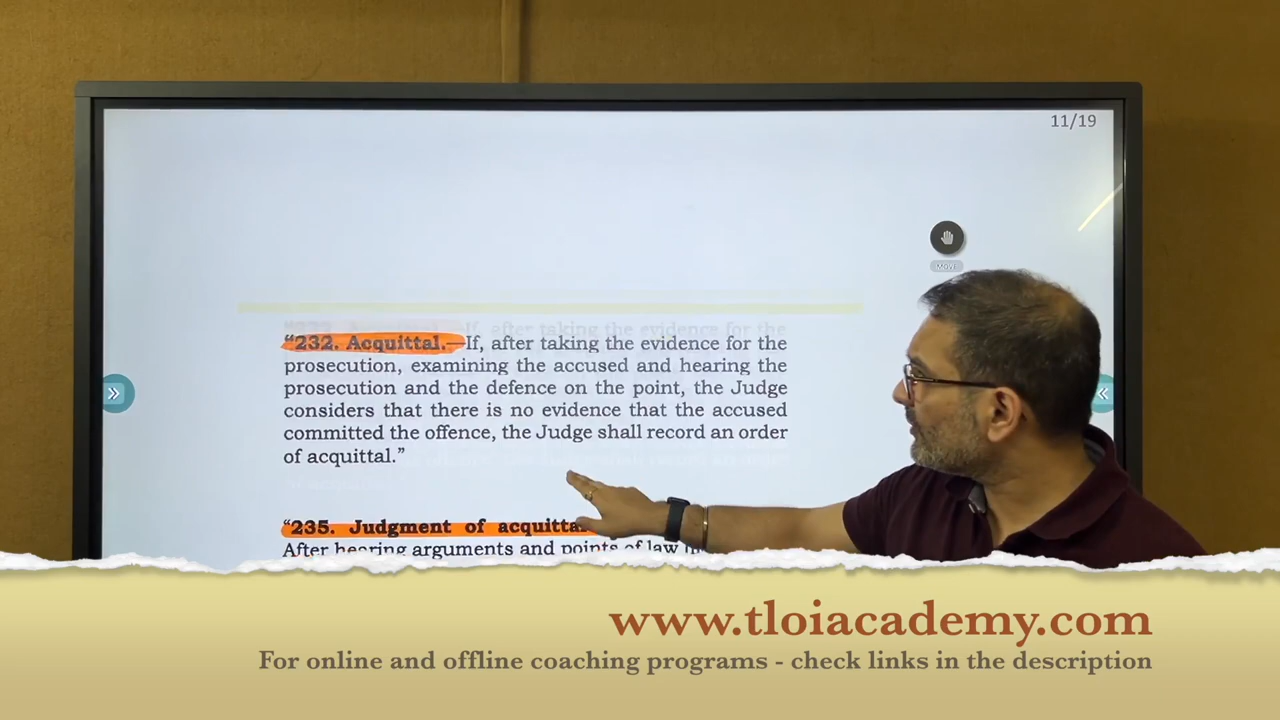 11/19
Move
“232. Acquittal.—If, after taking the evidence for the
prosecution, examining the accused and hearing the
prosecution and the defence on the point, the Judge
considers that there is no evidence that the accused
committed the offence, the Judge shall record an order
of acquittal.”
“235. Judgment of acquittal
After hearing arguments and points of law
www.tloiacademy.com
For online and offline coaching programs - check links in the description